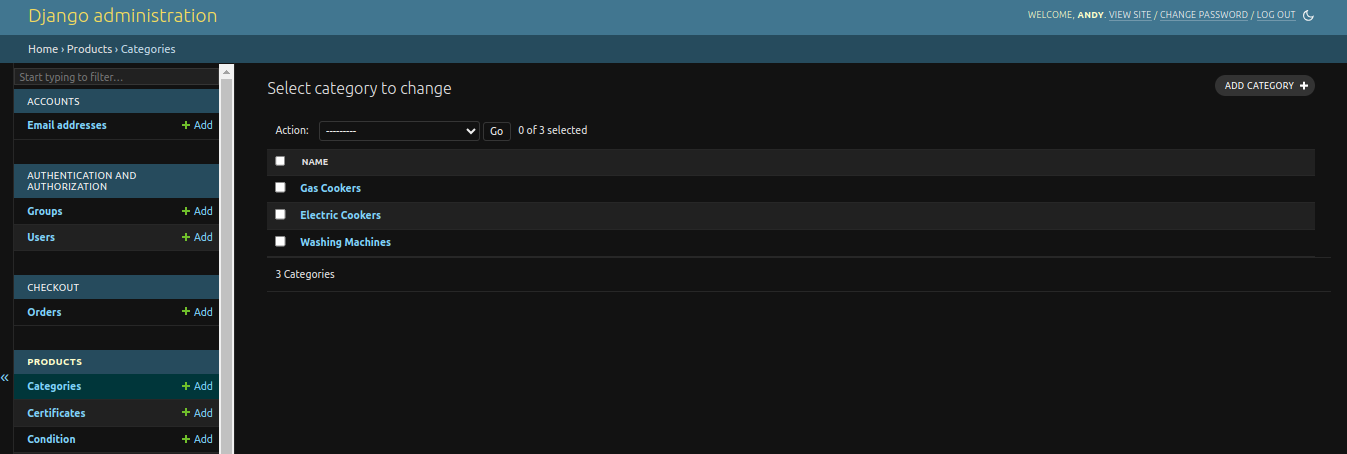 Django administration
WELCOME, ANDY. VIEW SITE / CHANGE PASSWORD / LOG OUT
Home › Products › Categories
Start typing to filter...
ACCOUNTS
Email addresses + Add
AUTHENTICATION AND
AUTHORIZATION
Groups + Add
Users + Add
CHECKOUT
Orders + Add
PRODUCTS
Categories + Add
Certificates + Add
Condition + Add
«
Select category to change
ADD CATEGORY +
Action: --------- Go 0 of 3 selected
NAME
Gas Cookers
Electric Cookers
Washing Machines
3 Categories